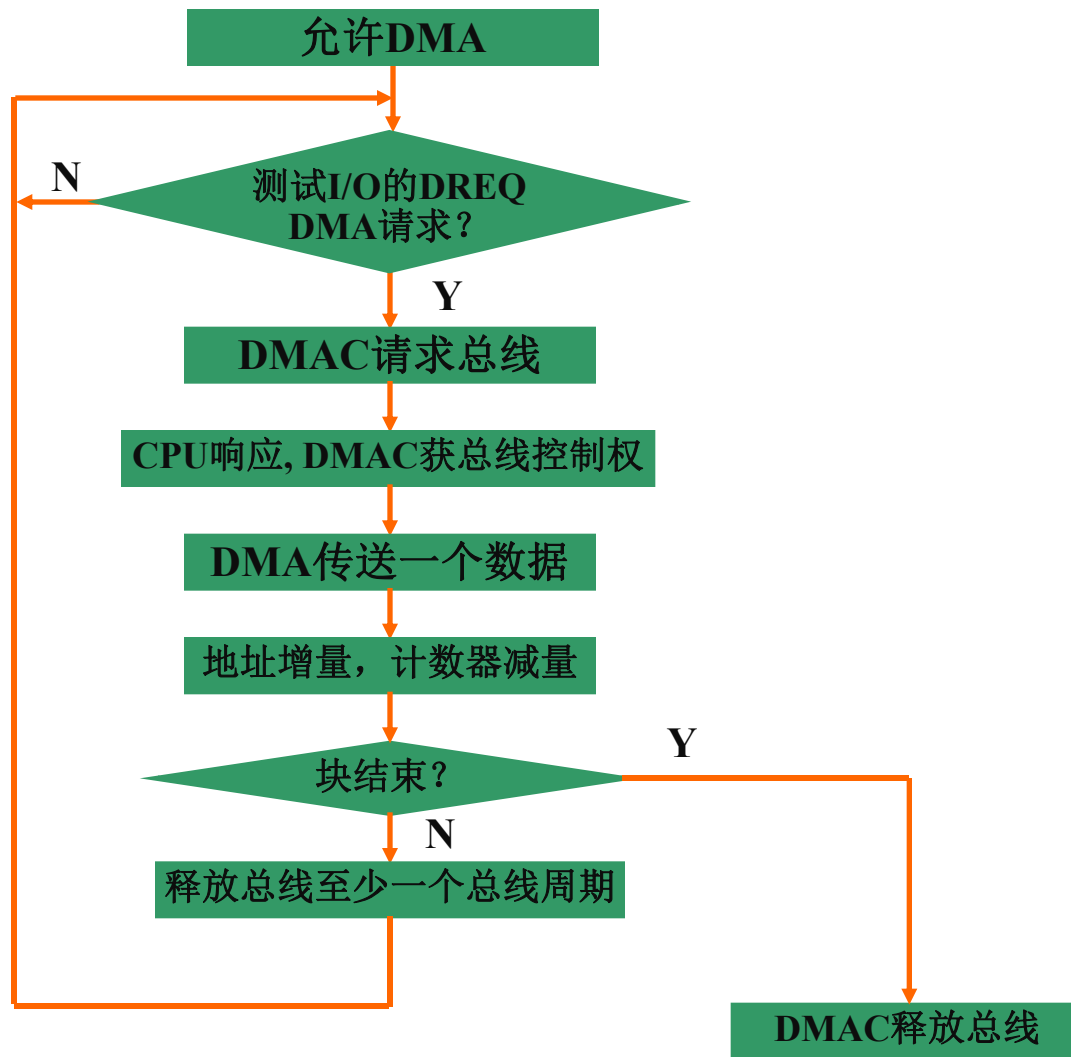 允许DMA
N
测试I/O的DREQ
DMA请求？
Y
DMAC请求总线
CPU响应, DMAC获总线控制权
DMA传送一个数据
地址增量，计数器减量
Y
块结束？
N
释放总线至少一个总线周期
DMAC释放总线